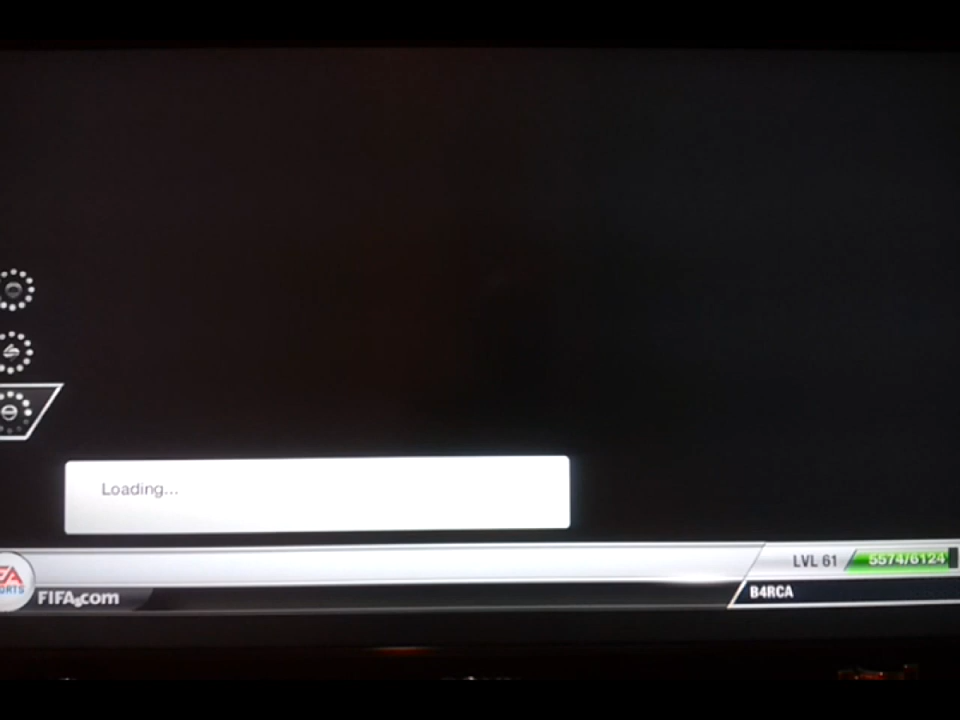 Loading...
LVL 61
5574/6124
EA
SPORTS
FIFA.com
B4RCA